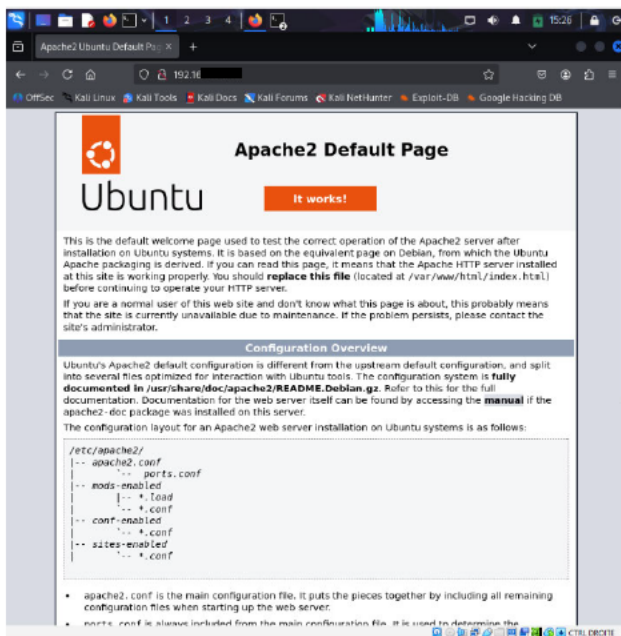 1 2 3 4
15:26
Apache2 Ubuntu Default Pag
192.16
OffSec Kali Linux Kali Tools Kali Docs Kali Forums Kali NetHunter Exploit-DB Google Hacking DB
Apache2 Default Page
Ubuntu
It works!
This is the default welcome page used to test the correct operation of the Apache2 server after
installation on Ubuntu systems. It is based on the equivalent page on Debian, from which the Ubuntu
Apache packaging is derived. If you can read this page, it means that the Apache HTTP server installed
at this site is working properly. You should replace this file (located at /var/www/html/index.html)
before continuing to operate your HTTP server.
If you are a normal user of this web site and don't know what this page is about, this probably means
that the site is currently unavailable due to maintenance. If the problem persists, please contact the
site's administrator.
Configuration Overview
Ubuntu's Apache2 default configuration is different from the upstream default configuration, and split
into several files optimized for interaction with Ubuntu tools. The configuration system is fully
documented in /usr/share/doc/apache2/README.Debian.gz. Refer to this for the full
documentation. Documentation for the web server itself can be found by accessing the manual if the
apache2-doc package was installed on this server.
The configuration layout for an Apache2 web server installation on Ubuntu systems is as follows:
/etc/apache2/
|-- apache2.conf
|       `--  ports.conf
|-- mods-enabled
|       |-- *.load
|       `-- *.conf
|-- conf-enabled
|       `-- *.conf
|-- sites-enabled
|       `-- *.conf
• apache2.conf is the main configuration file. It puts the pieces together by including all remaining
configuration files when starting up the web server.
• ports.conf is always included from the main configuration file. It is used to determine the
CTRL DROITE